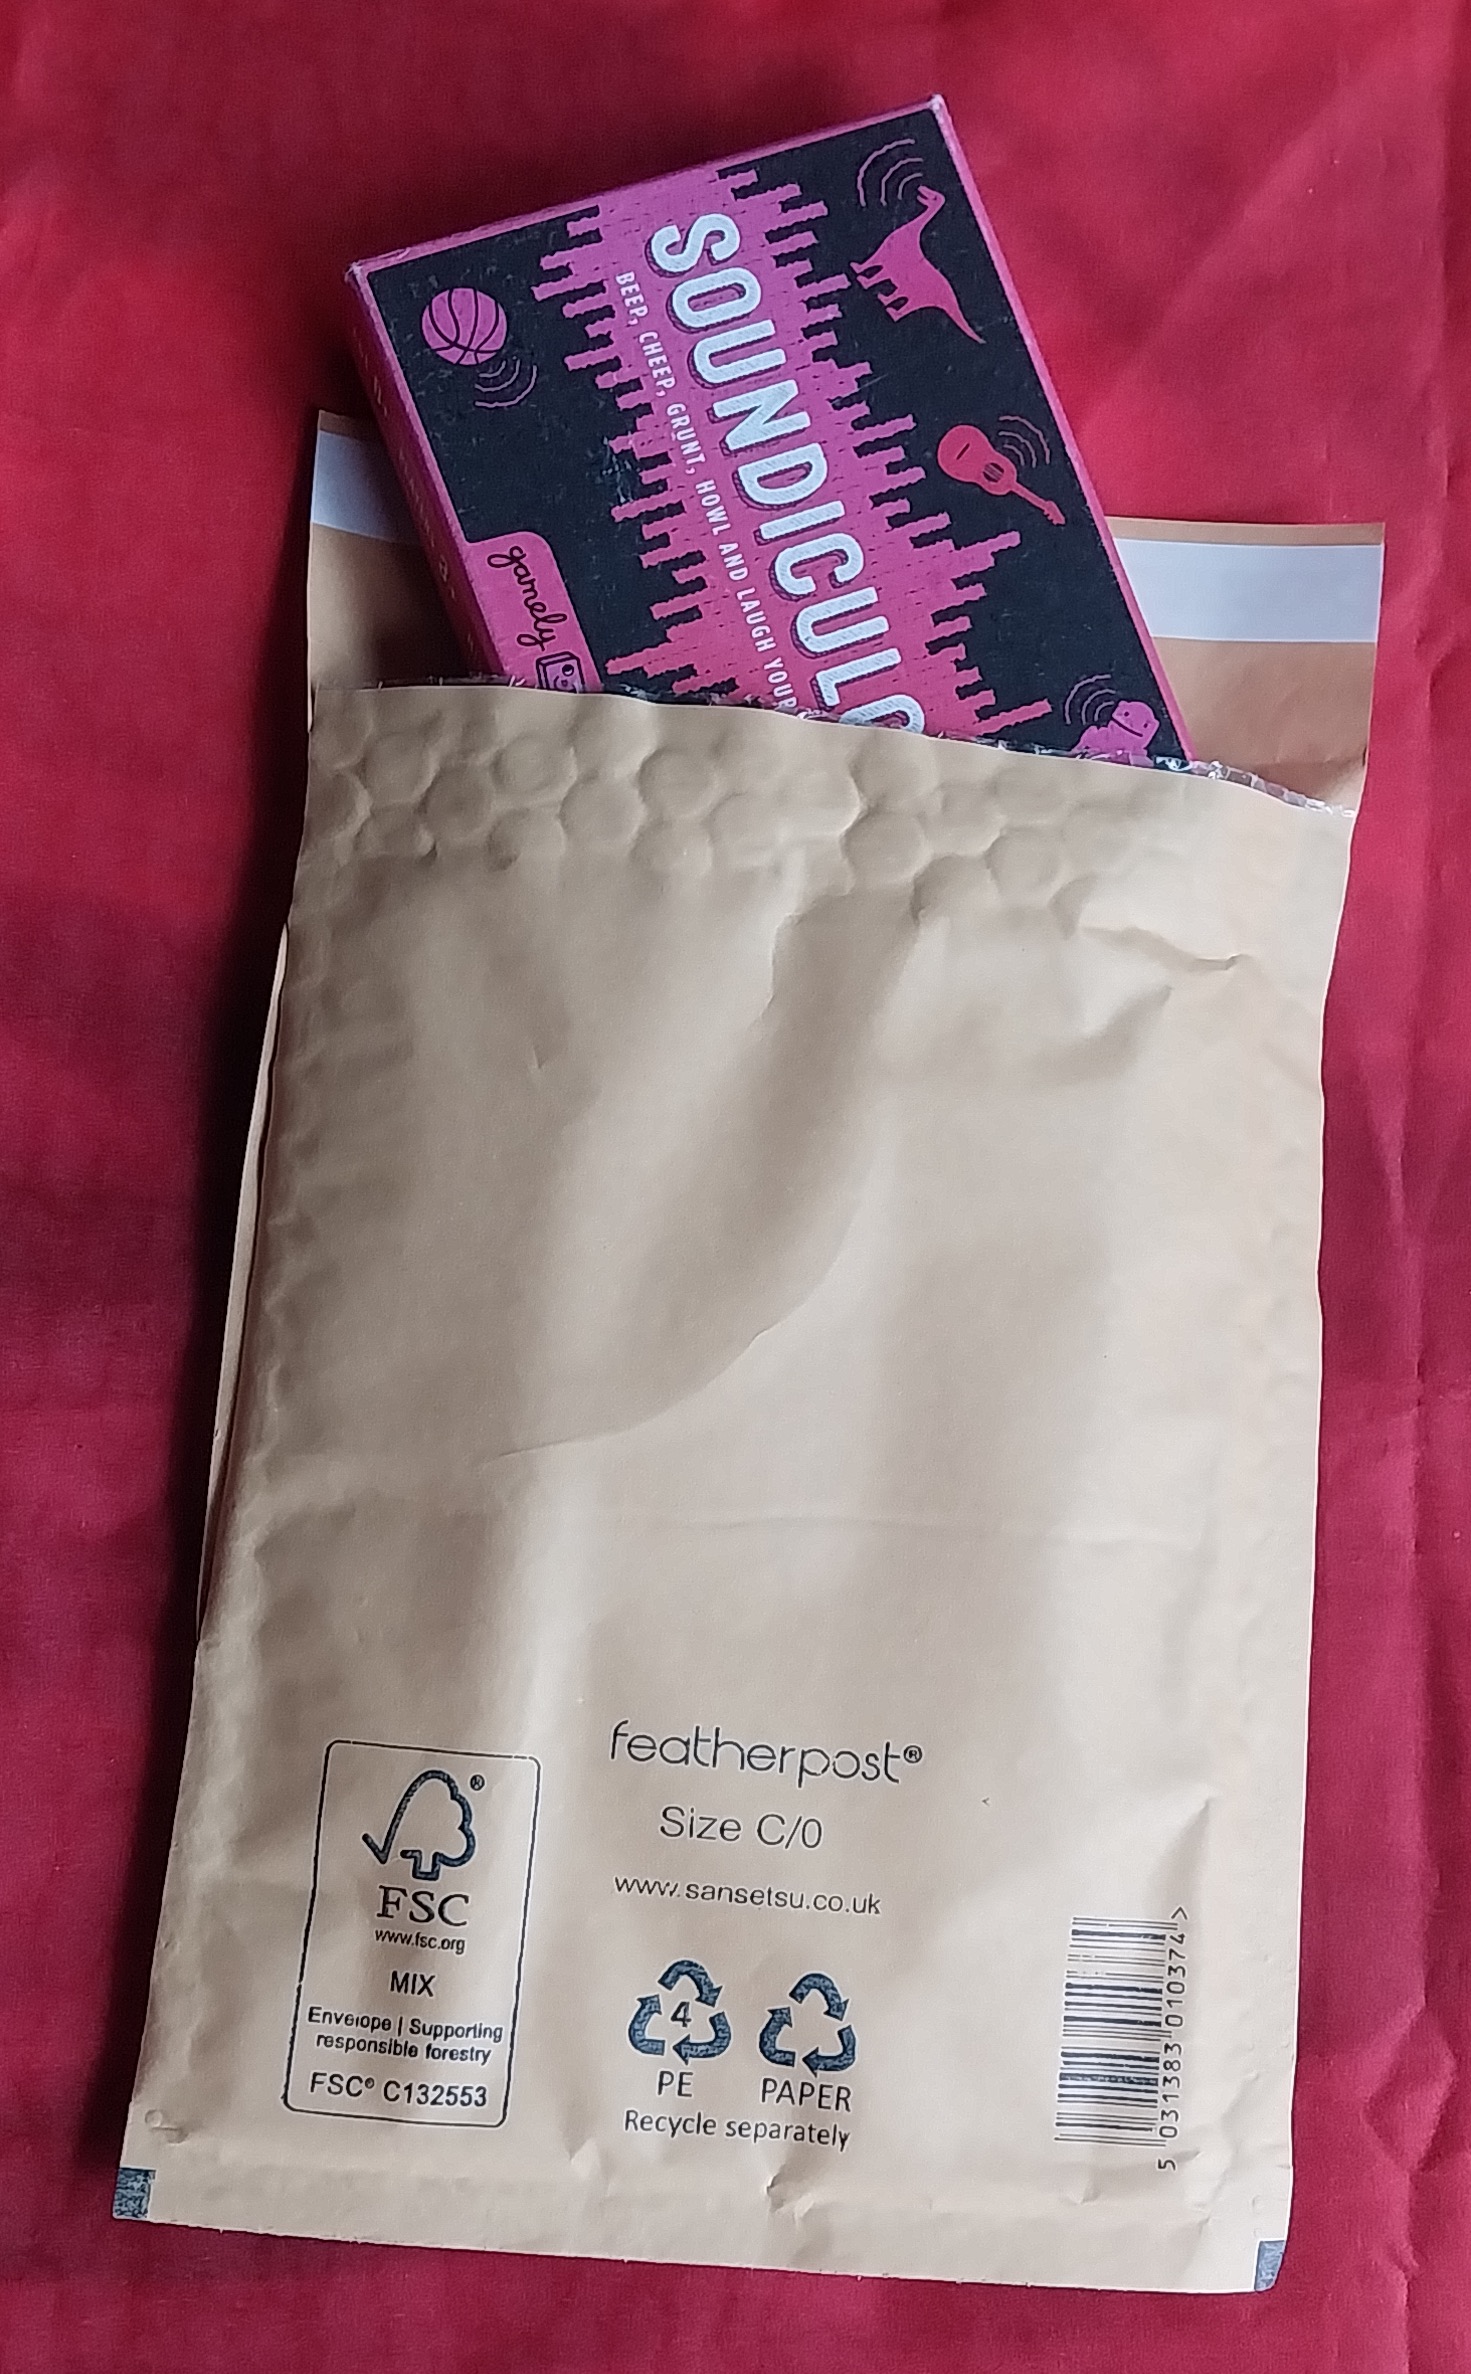 SOUNDICUL
BEEP, CHEEP, GRUNT, HOWL AND LAUGH YOUR
gamely
featherpost®
Size C/0
www.sansetsu.co.uk
®
FSC
www.fsc.org
MIX
Envelope | Supporting
responsible forestry
FSC® C132553
4
PE
PAPER
Recycle separately
5 031383 010374 >